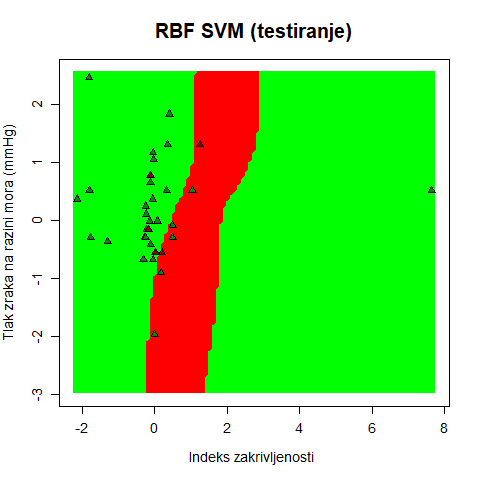 RBF SVM (testiranje)
Tlak zraka na razini mora (mmHg)
2
1
0
-1
-2
-3
-2 0 2 4 6 8
Indeks zakrivljenosti